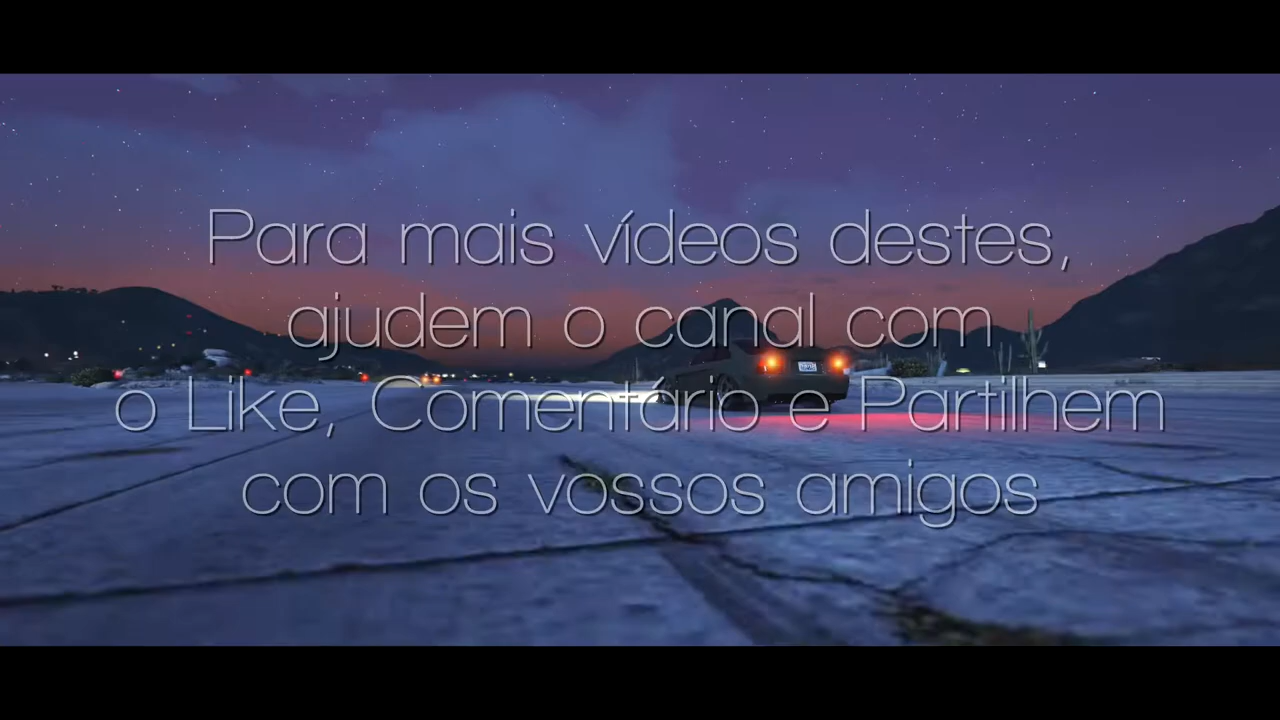 Para mais vídeos destes,
ajudem o canal com
o Like, Comentário e Partilhem
com os vossos amigos